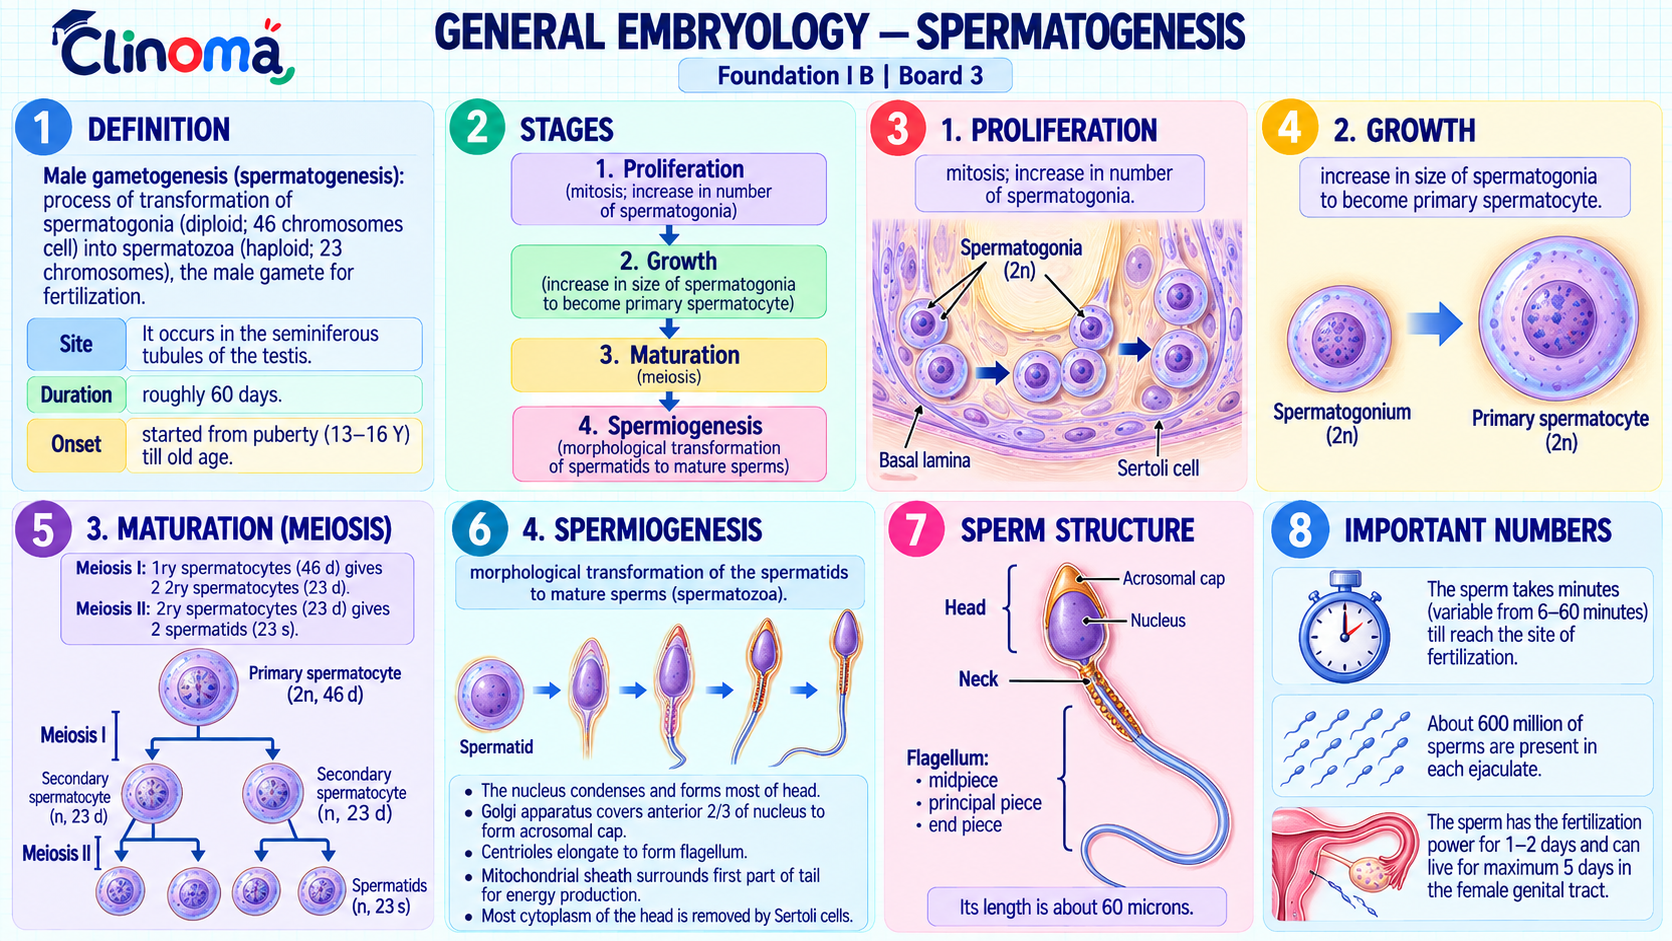 Clinoma
GENERAL EMBRYOLOGY — SPERMATOGENESIS
Foundation I B | Board 3
1 DEFINITION
Male gametogenesis (spermatogenesis):
process of transformation of
spermatogonia (diploid; 46 chromosomes
cell) into spermatozoa (haploid; 23
chromosomes), the male gamete for
fertilization.
Site
It occurs in the seminiferous
tubules of the testis.
Duration
roughly 60 days.
Onset
started from puberty (13–16 Y)
till old age.
2 STAGES
1. Proliferation
(mitosis; increase in number
of spermatogonia)
2. Growth
(increase in size of spermatogonia
to become primary spermatocyte)
3. Maturation
(meiosis)
4. Spermiogenesis
(morphological transformation
of spermatids to mature sperms)
3 1. PROLIFERATION
mitosis; increase in number
of spermatogonia.
Spermatogonia
(2n)
Basal lamina
Sertoli cell
4 2. GROWTH
increase in size of spermatogonia
to become primary spermatocyte.
Spermatogonium
(2n)
Primary spermatocyte
(2n)
5 3. MATURATION (MEIOSIS)
Meiosis I: 1ry spermatocytes (46 d) gives
2 2ry spermatocytes (23 d).
Meiosis II: 2ry spermatocytes (23 d) gives
2 spermatids (23 s).
Primary spermatocyte
(2n, 46 d)
Meiosis I
Secondary
spermatocyte
(n, 23 d)
Secondary
spermatocyte
(n, 23 d)
Meiosis II
Spermatids
(n, 23 s)
6 4. SPERMIOGENESIS
morphological transformation of the spermatids
to mature sperms (spermatozoa).
Spermatid
• The nucleus condenses and forms most of head.
• Golgi apparatus covers anterior 2/3 of nucleus to
form acrosomal cap.
• Centrioles elongate to form flagellum.
• Mitochondrial sheath surrounds first part of tail
for energy production.
• Most cytoplasm of the head is removed by Sertoli cells.
7 SPERM STRUCTURE
Head
Acrosomal cap
Nucleus
Neck
Flagellum:
• midpiece
• principal piece
• end piece
Its length is about 60 microns.
8 IMPORTANT NUMBERS
The sperm takes minutes
(variable from 6–60 minutes)
till reach the site of
fertilization.
About 600 million of
sperms are present in
each ejaculate.
The sperm has the fertilization
power for 1–2 days and can
live for maximum 5 days in
the female genital tract.